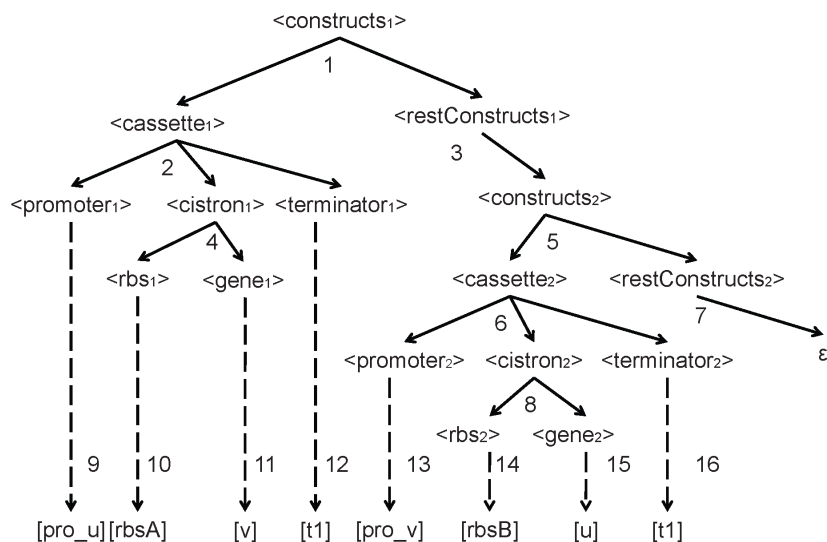 <constructs₁>
1
<cassette₁> <restConstructs₁>
2 3
<promoter₁> <cistron₁> <terminator₁> <constructs₂>
4 5
<rbs₁> <gene₁> <cassette₂> <restConstructs₂>
6 7
<promoter₂> <cistron₂> <terminator₂> ε
8
<rbs₂> <gene₂>
9 10 11 12 13 14 15 16
[pro_u] [rbsA] [v] [t1] [pro_v] [rbsB] [u] [t1]